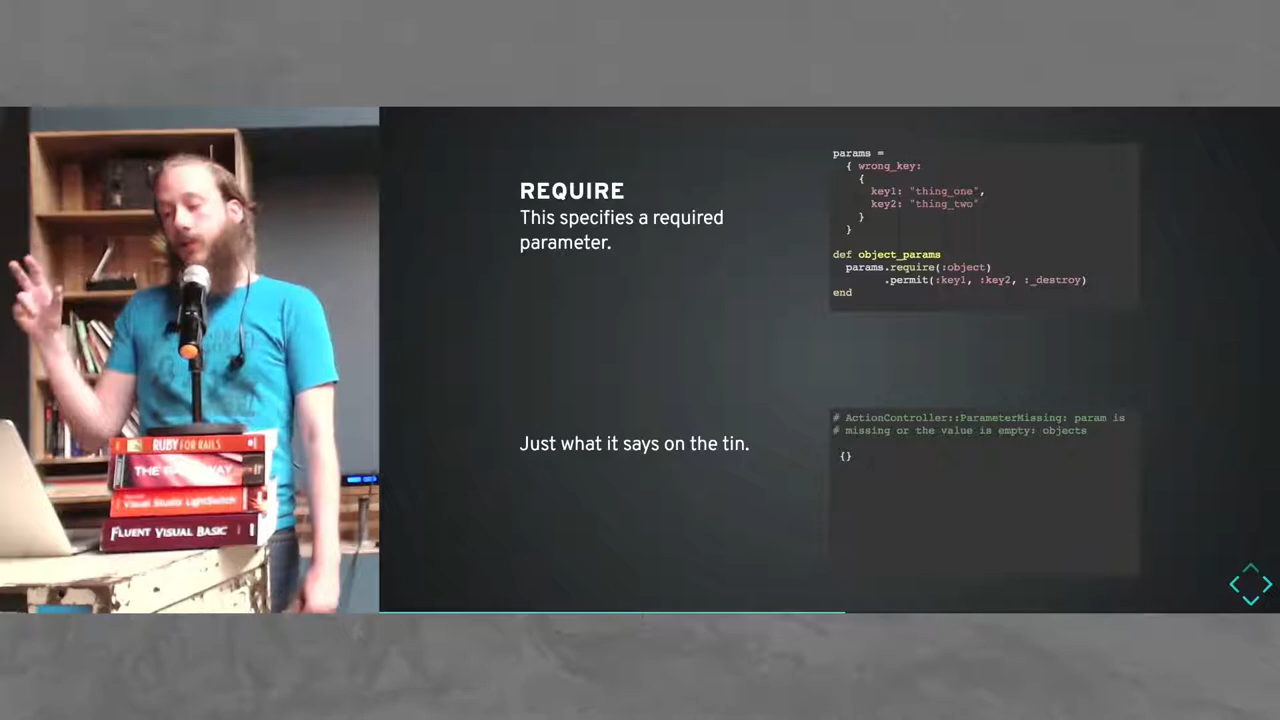 REQUIRE
This specifies a required
parameter.
Just what it says on the tin.
params =
{ wrong_key:
{
key1: "thing_one",
key2: "thing_two"
}
}
def object_params
params.require(:object)
.permit(:key1, :key2, :_destroy)
end
# ActionController::ParameterMissing: param is
# missing or the value is empty: objects
{}
RUBY FOR RAILS
Visual Studio LightSwitch
FLUENT VISUAL BASIC